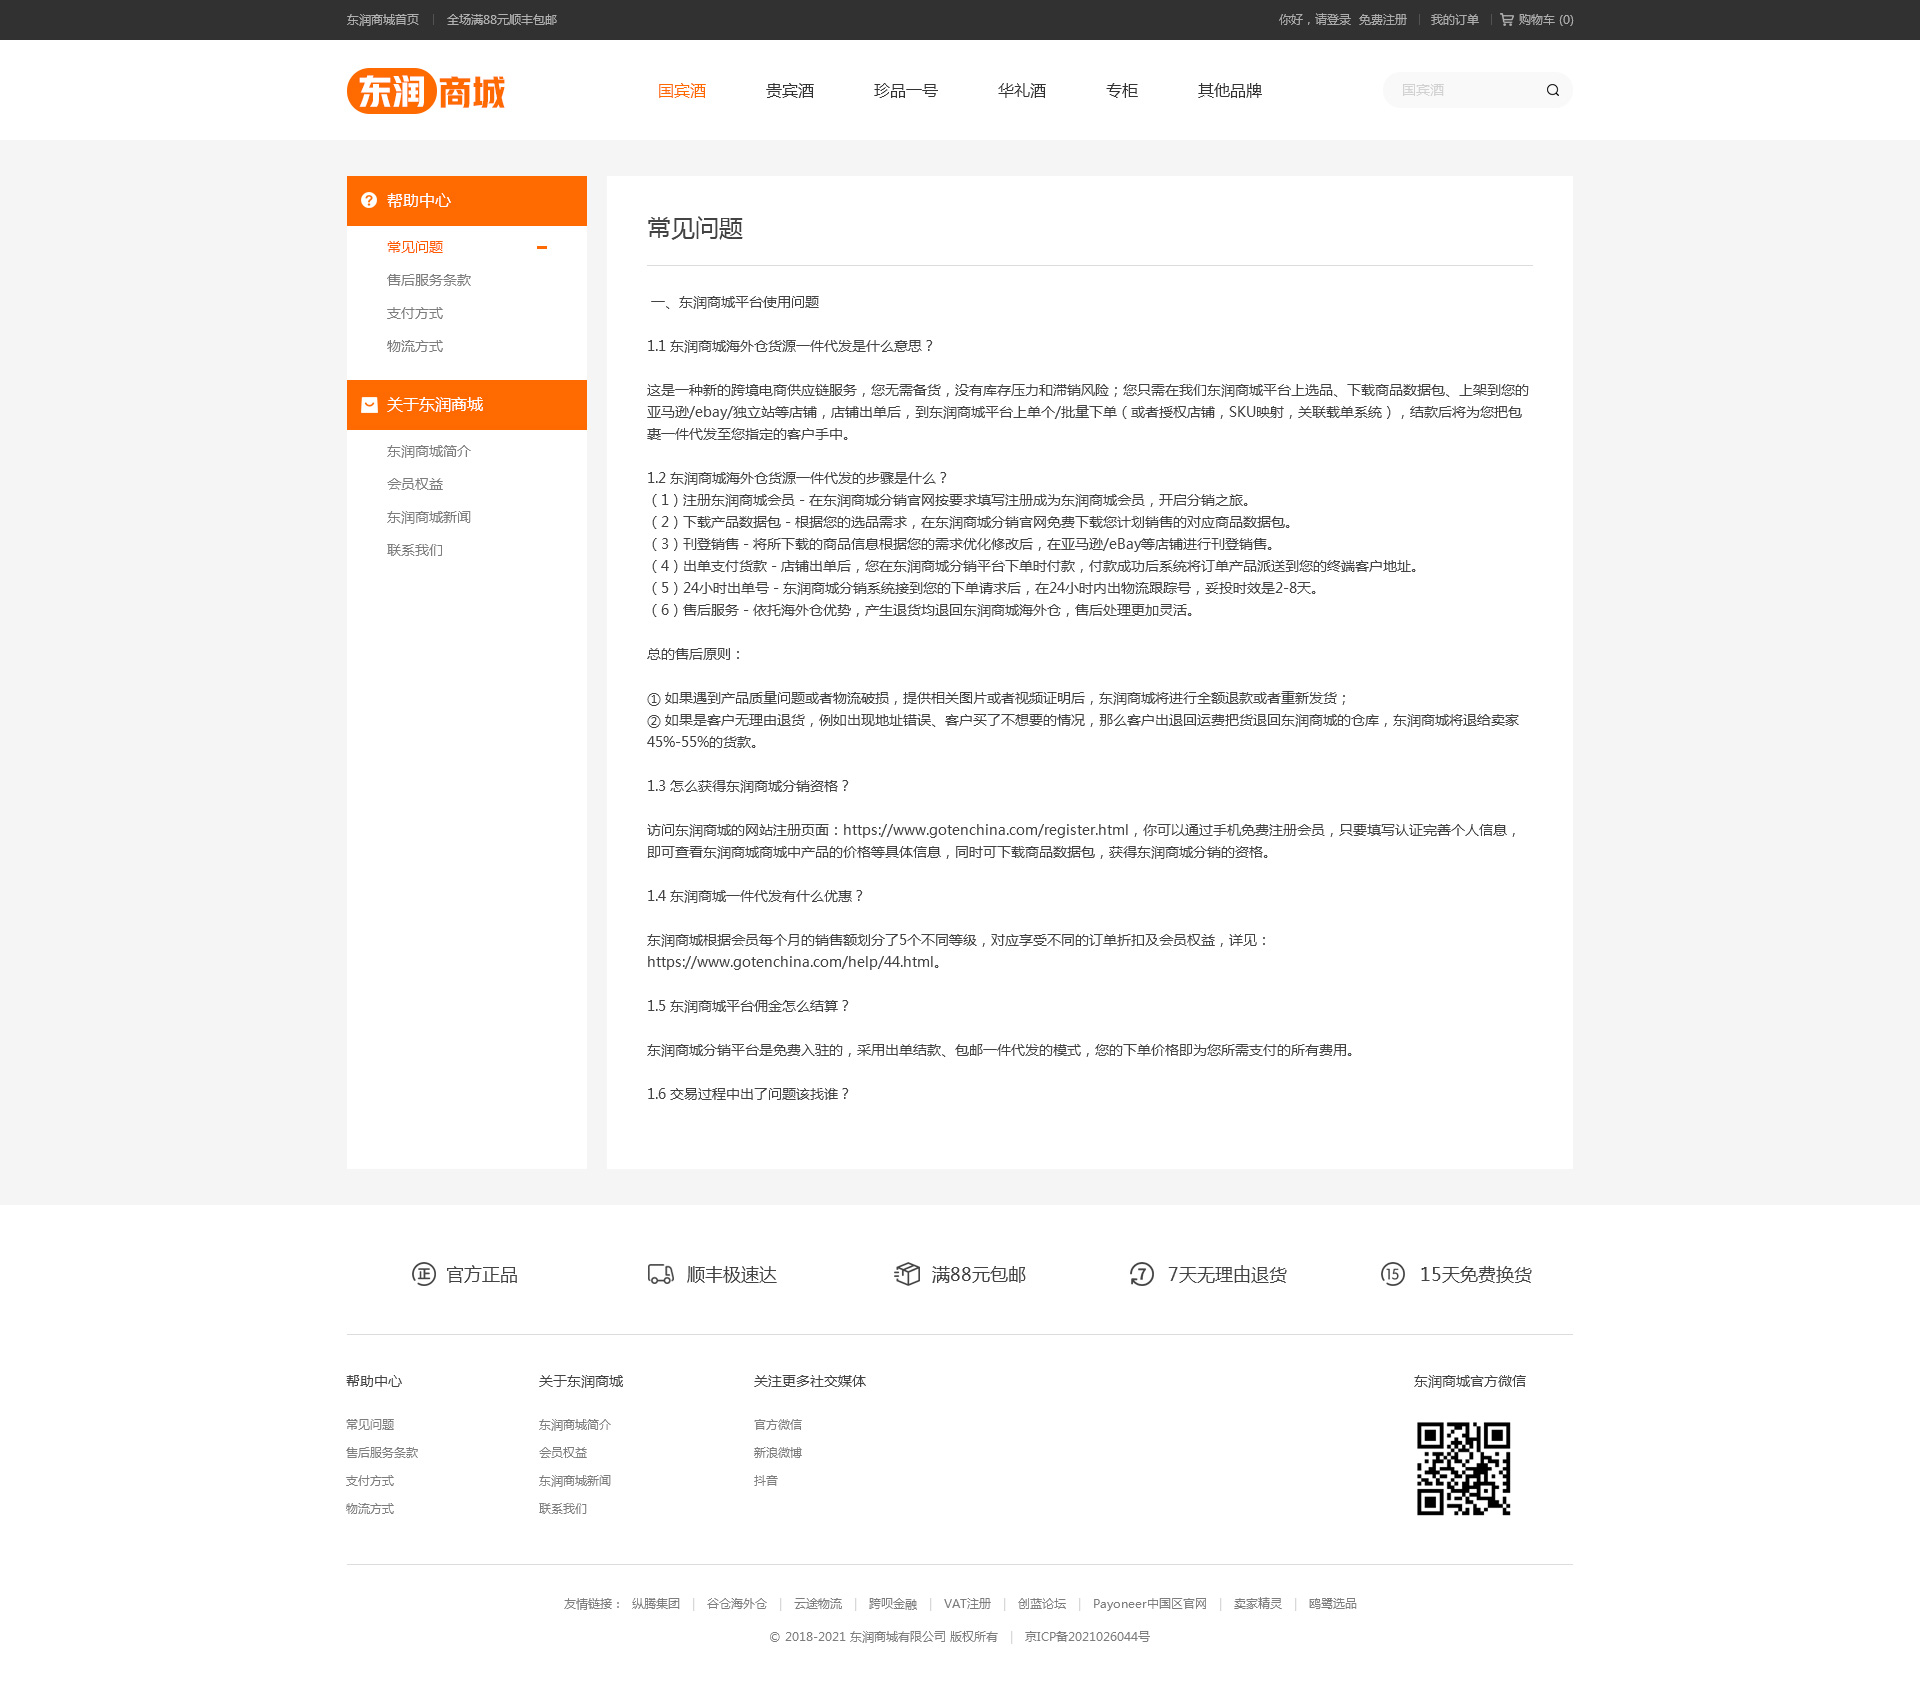 东润商城首页 | 全场满88元顺丰包邮 你好，请登录 免费注册 | 我的订单 | 购物车 (0)
东润商城 国宾酒 贵宾酒 珍品一号 华礼酒 专柜 其他品牌 国宾酒
帮助中心
常见问题
售后服务条款
支付方式
物流方式
关于东润商城
东润商城简介
会员权益
东润商城新闻
联系我们
常见问题
一、东润商城平台使用问题
1.1 东润商城海外仓货源一件代发是什么意思？
这是一种新的跨境电商供应链服务，您无需备货，没有库存压力和滞销风险；您只需在我们东润商城平台上选品、下载商品数据包、上架到您的
亚马逊/ebay/独立站等店铺，店铺出单后，到东润商城平台上单个/批量下单（或者授权店铺，SKU映射，关联载单系统），结款后将为您把包
裹一件代发至您指定的客户手中。
1.2 东润商城海外仓货源一件代发的步骤是什么？
（1）注册东润商城会员 - 在东润商城分销官网按要求填写注册成为东润商城会员，开启分销之旅。
（2）下载产品数据包 - 根据您的选品需求，在东润商城分销官网免费下载您计划销售的对应商品数据包。
（3）刊登销售 - 将所下载的商品信息根据您的需求优化修改后，在亚马逊/eBay等店铺进行刊登销售。
（4）出单支付货款 - 店铺出单后，您在东润商城分销平台下单时付款，付款成功后系统将订单产品派送到您的终端客户地址。
（5）24小时出单号 - 东润商城分销系统接到您的下单请求后，在24小时内出物流跟踪号，妥投时效是2-8天。
（6）售后服务 - 依托海外仓优势，产生退货均退回东润商城海外仓，售后处理更加灵活。
总的售后原则：
① 如果遇到产品质量问题或者物流破损，提供相关图片或者视频证明后，东润商城将进行全额退款或者重新发货；
② 如果是客户无理由退货，例如出现地址错误、客户买了不想要的情况，那么客户出退回运费把货退回东润商城的仓库，东润商城将退给卖家
45%-55%的货款。
1.3 怎么获得东润商城分销资格？
访问东润商城的网站注册页面：https://www.gotenchina.com/register.html，你可以通过手机免费注册会员，只要填写认证完善个人信息，
即可查看东润商城商城中产品的价格等具体信息，同时可下载商品数据包，获得东润商城分销的资格。
1.4 东润商城一件代发有什么优惠？
东润商城根据会员每个月的销售额划分了5个不同等级，对应享受不同的订单折扣及会员权益，详见：
https://www.gotenchina.com/help/44.html。
1.5 东润商城平台佣金怎么结算？
东润商城分销平台是免费入驻的，采用出单结款、包邮一件代发的模式，您的下单价格即为您所需支付的所有费用。
1.6 交易过程中出了问题该找谁？
正 官方正品 顺丰极速达 满88元包邮 7 7天无理由退货 15 15天免费换货
帮助中心
常见问题
售后服务条款
支付方式
物流方式
关于东润商城
东润商城简介
会员权益
东润商城新闻
联系我们
关注更多社交媒体
官方微信
新浪微博
抖音
东润商城官方微信
友情链接： 纵腾集团 | 谷仓海外仓 | 云途物流 | 跨呗金融 | VAT注册 | 创蓝论坛 | Payoneer中国区官网 | 卖家精灵 | 鸥鹭选品
© 2018-2021 东润商城有限公司 版权所有 | 京ICP备2021026044号